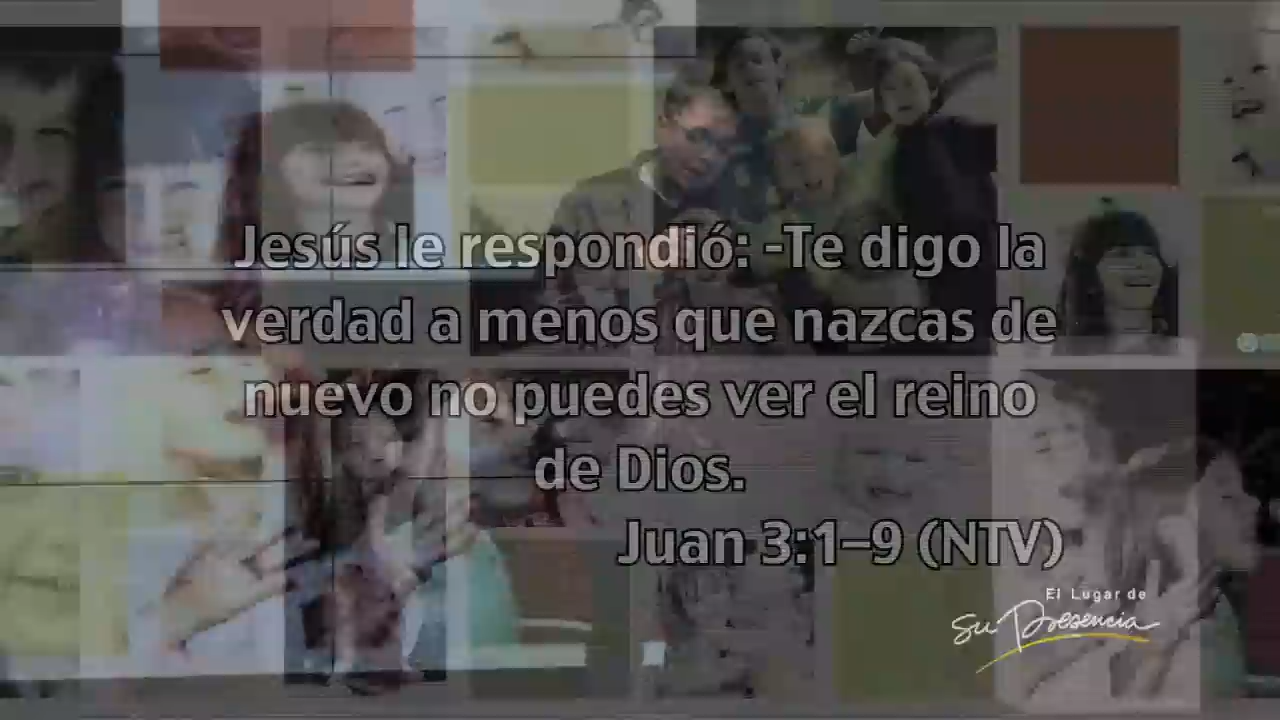 Jesús le respondió: -Te digo la
verdad a menos que nazcas de
nuevo no puedes ver el reino
de Dios.
Juan 3:1–9 (NTV)
El Lugar de
Su Presencia